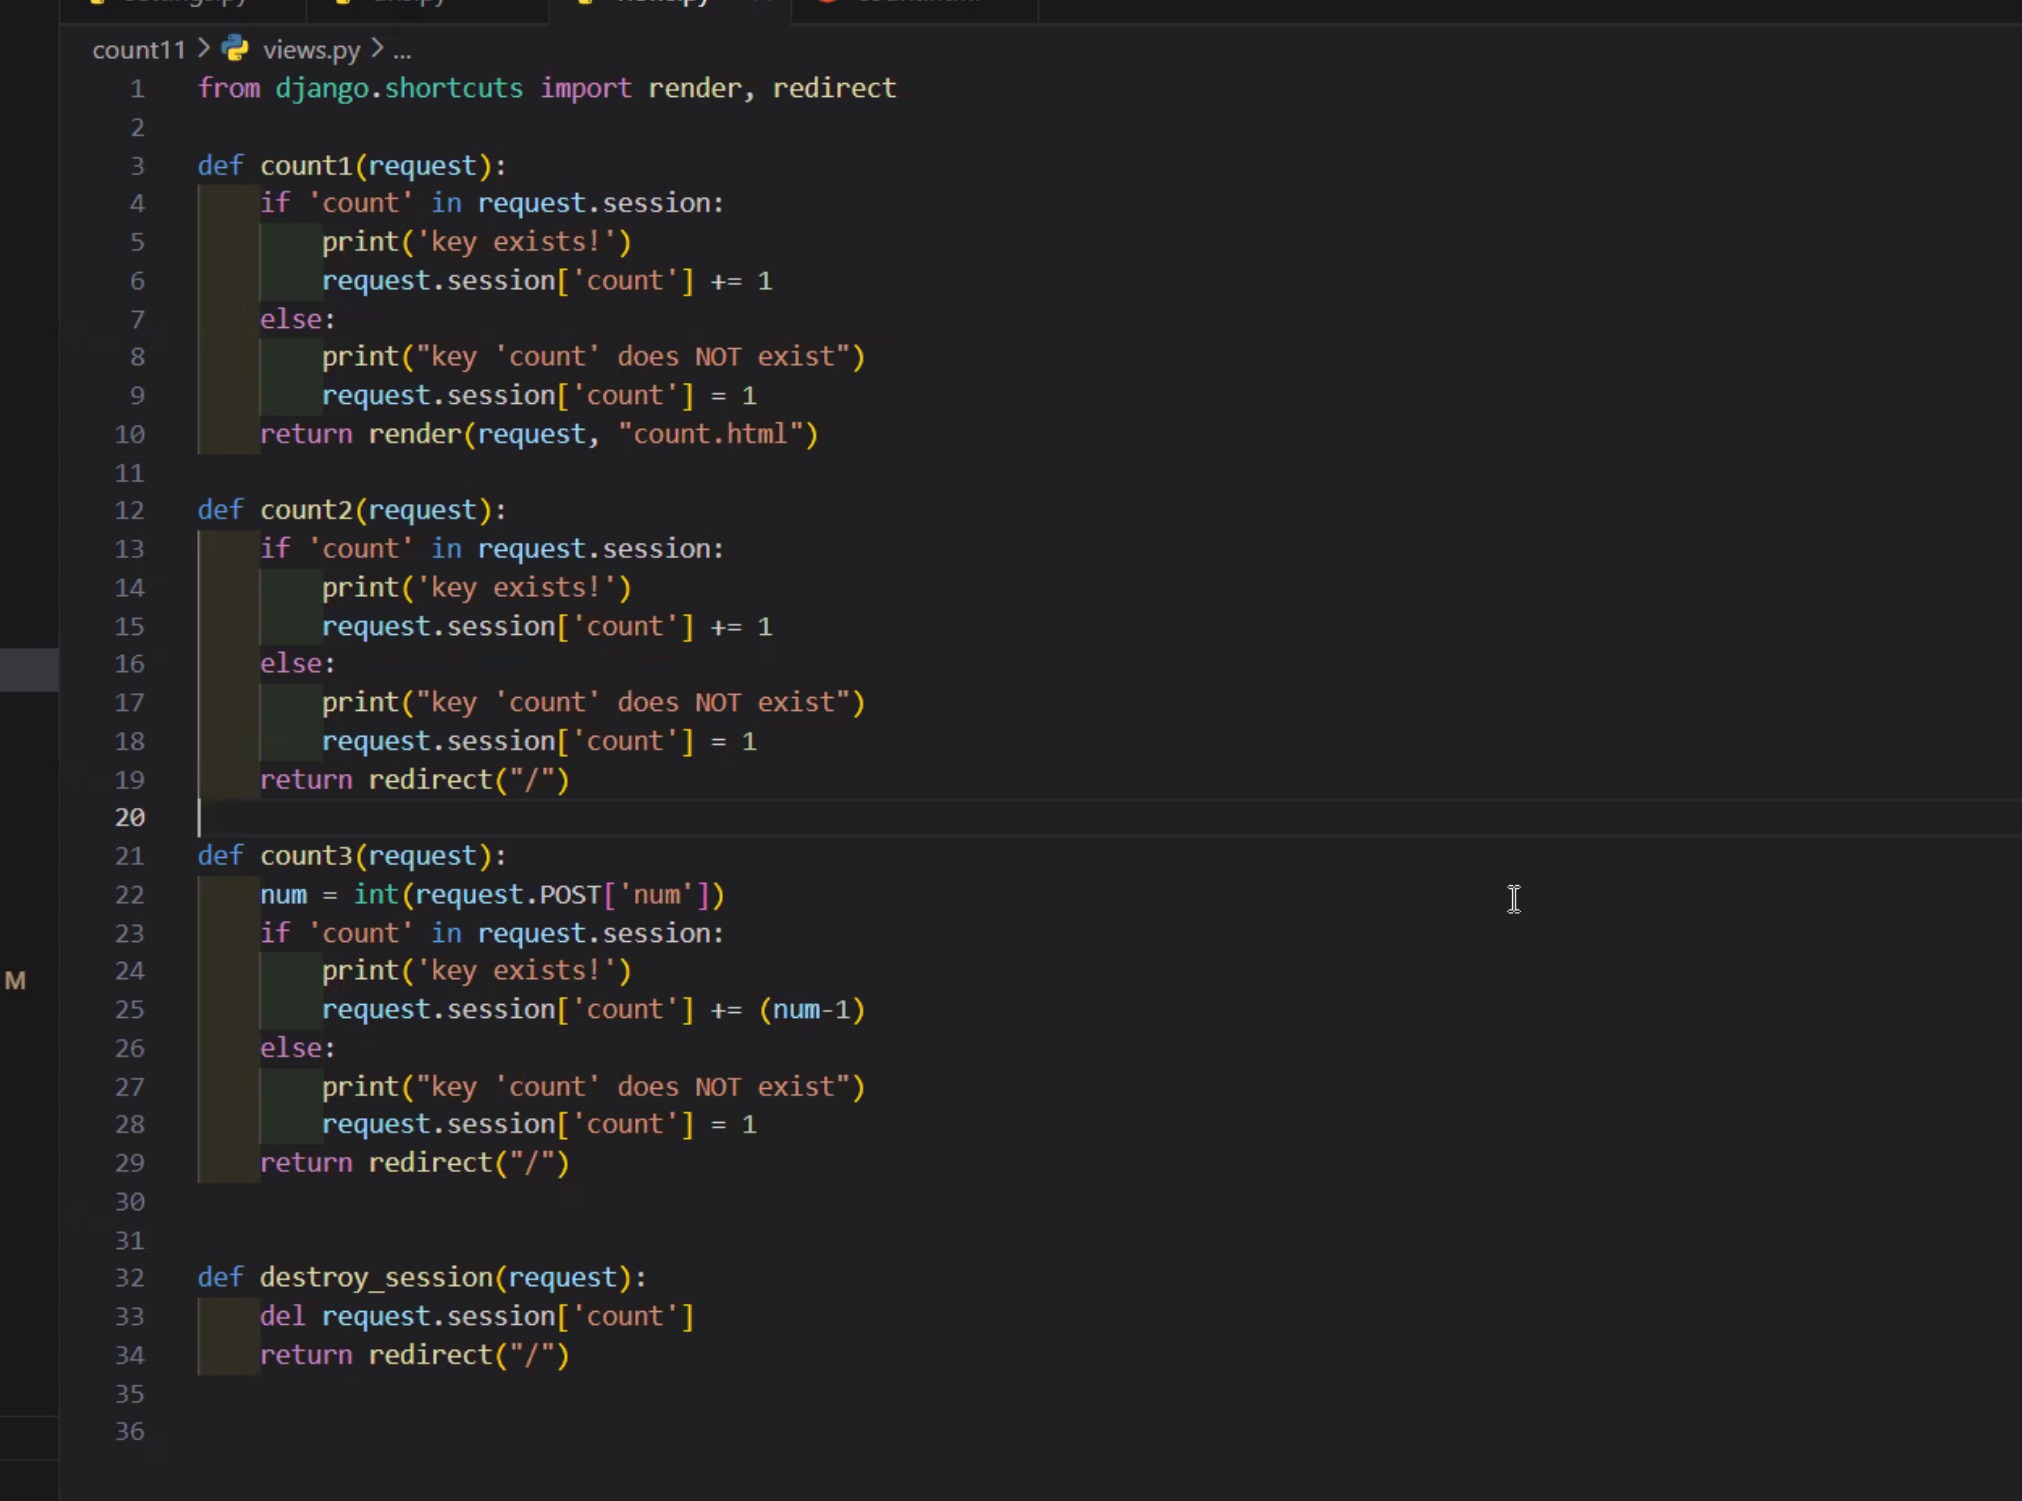 count11 > views.py > ...
1 from django.shortcuts import render, redirect
2
3 def count1(request):
4     if 'count' in request.session:
5         print('key exists!')
6         request.session['count'] += 1
7     else:
8         print("key 'count' does NOT exist")
9         request.session['count'] = 1
10     return render(request, "count.html")
11
12 def count2(request):
13     if 'count' in request.session:
14         print('key exists!')
15         request.session['count'] += 1
16     else:
17         print("key 'count' does NOT exist")
18         request.session['count'] = 1
19     return redirect("/")
20
21 def count3(request):
22     num = int(request.POST['num'])
23     if 'count' in request.session:
24         print('key exists!')
25         request.session['count'] += (num-1)
26     else:
27         print("key 'count' does NOT exist")
28         request.session['count'] = 1
29     return redirect("/")
30
31
32 def destroy_session(request):
33     del request.session['count']
34     return redirect("/")
35
36
M